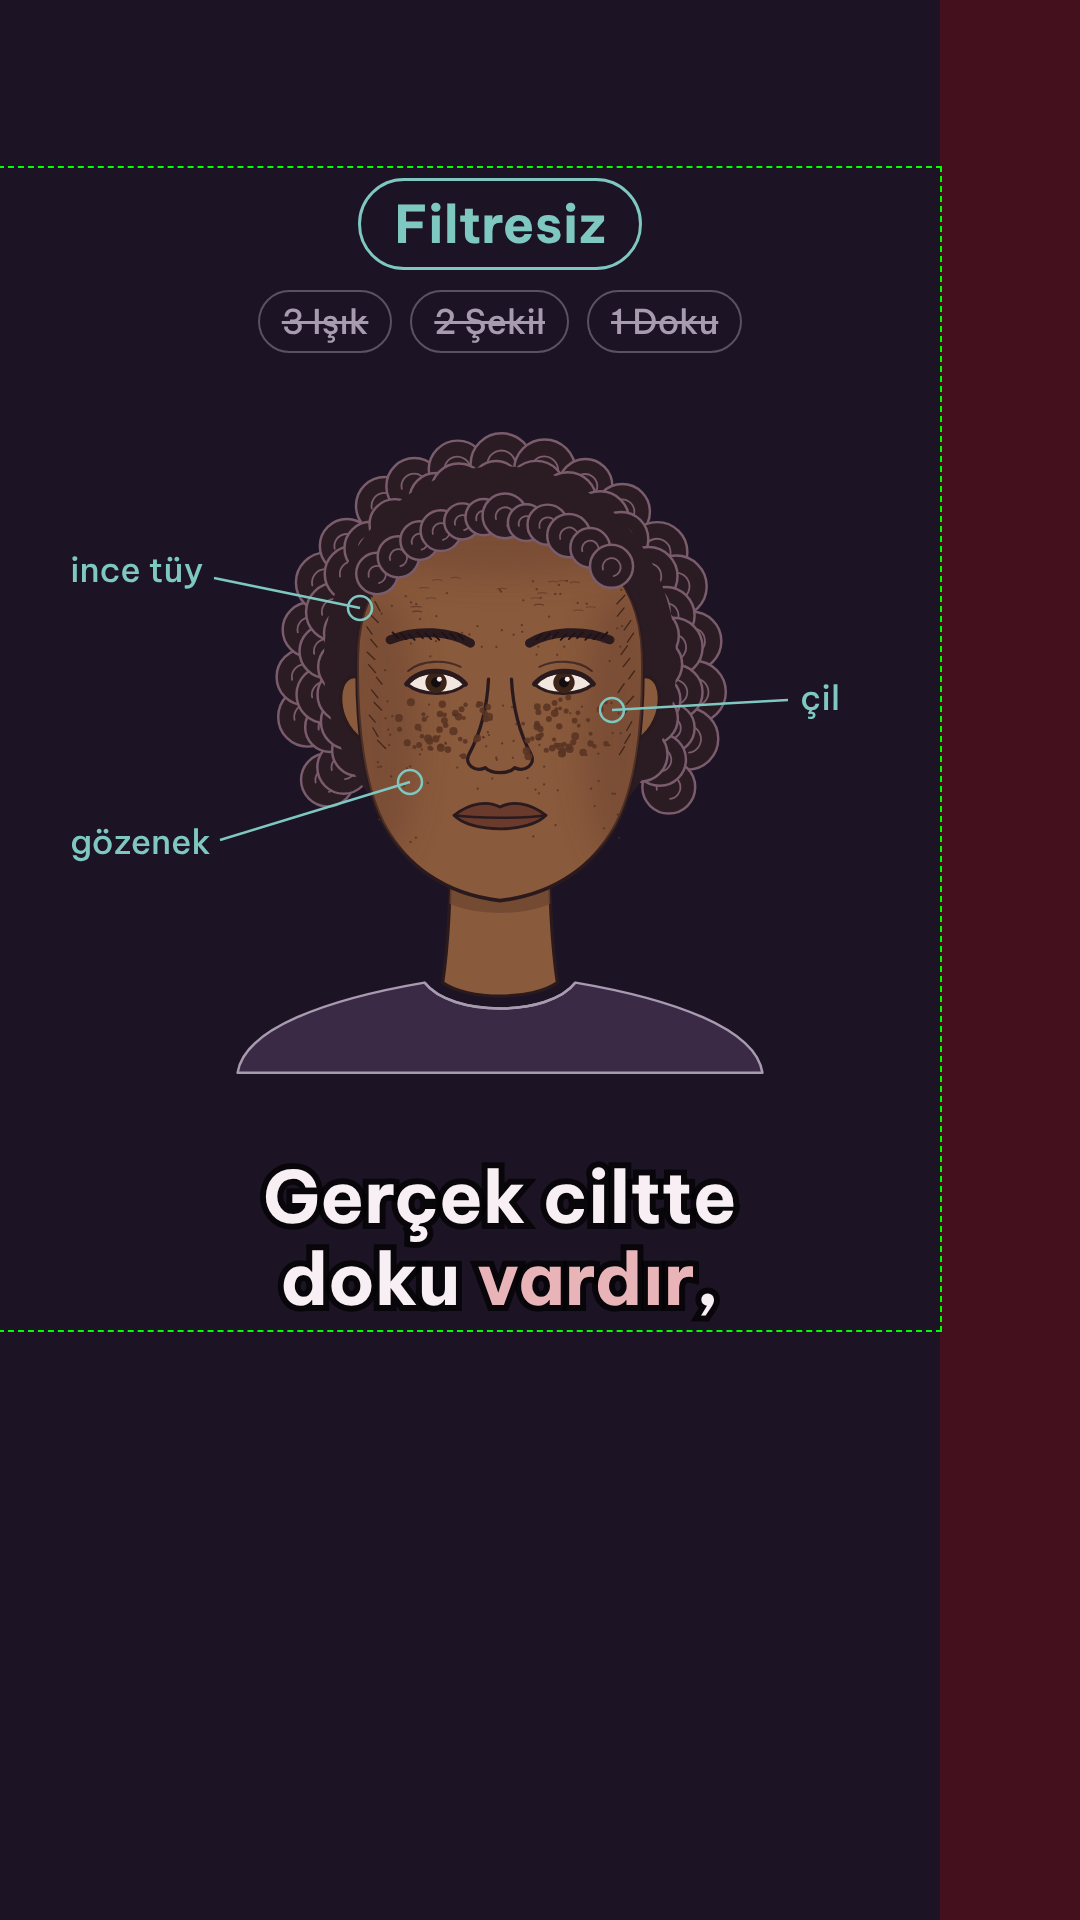 Filtresiz
3 Işık 2 Şekil 1 Doku
ince tüy
çil
gözenek
Gerçek ciltte
doku vardır,